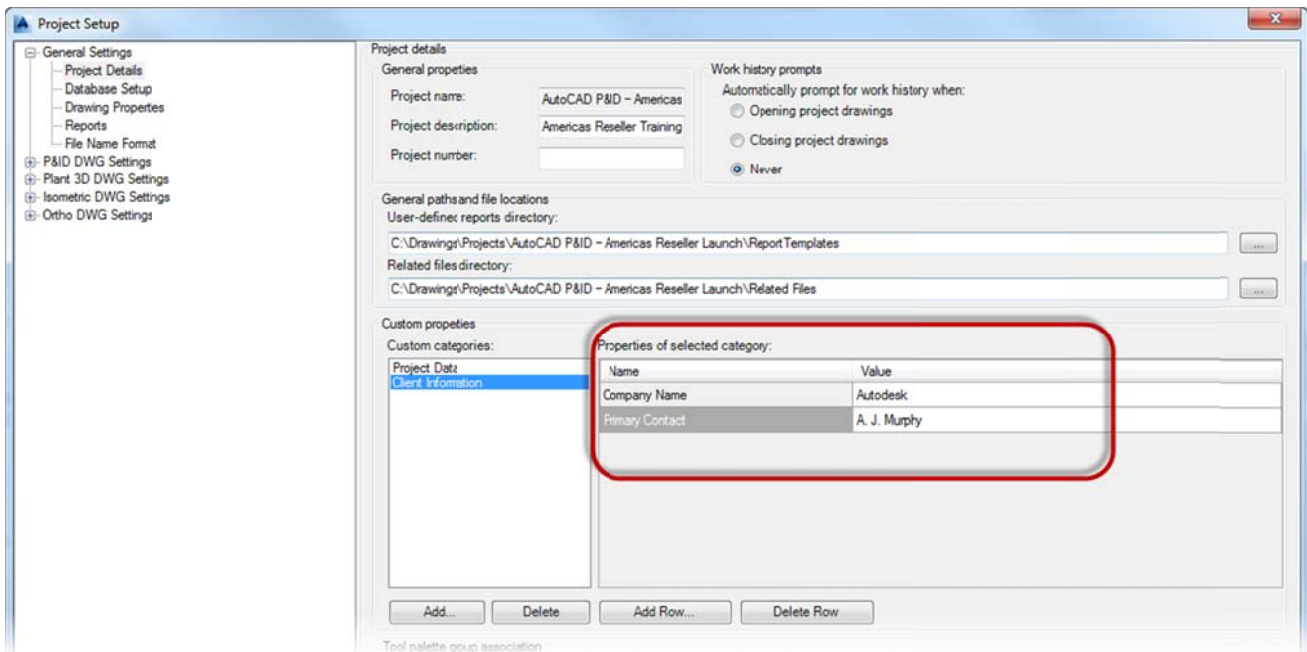 Project Setup
General Settings
Project Details
Database Setup
Drawing Properties
Reports
File Name Format
P&ID DWG Settings
Plant 3D DWG Settings
Isometric DWG Settings
Ortho DWG Settings
Project details
General propeties
Project name:
AutoCAD P&ID – Americas
Project description:
Americas Reseller Training
Project number:
Work history prompts
Automatically prompt for work history when:
Opening project drawings
Closing project drawings
Never
General paths and file locations
User-defined reports directory:
C:\Drawings\Projects\AutoCAD P&ID – Americas Reseller Launch\ReportTemplates
...
Related files directory:
C:\Drawings\Projects\AutoCAD P&ID – Americas Reseller Launch\Related Files
...
Custom propeties
Custom categories:
Project Data
Client Information
Properties of selected category:
Name Value
Company Name Autodesk
Primary Contact A. J. Murphy
Add... Delete Add Row... Delete Row
Tool palette goup association